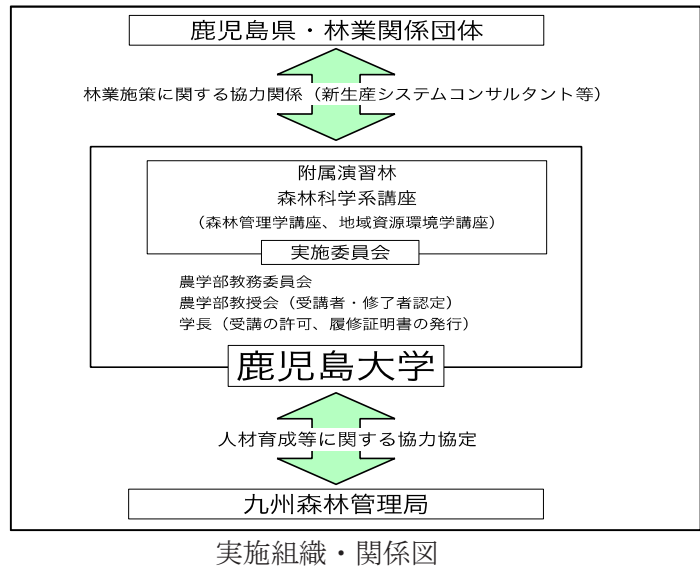 鹿児島県・林業関係団体
林業施策に関する協力関係（新生産システムコンサルタント等）
附属演習林
森林科学系講座
（森林管理学講座、地域資源環境学講座）
実施委員会
農学部教務委員会
農学部教授会（受講者・修了者認定）
学長（受講の許可、履修証明書の発行）
鹿児島大学
人材育成等に関する協力協定
九州森林管理局
実施組織・関係図